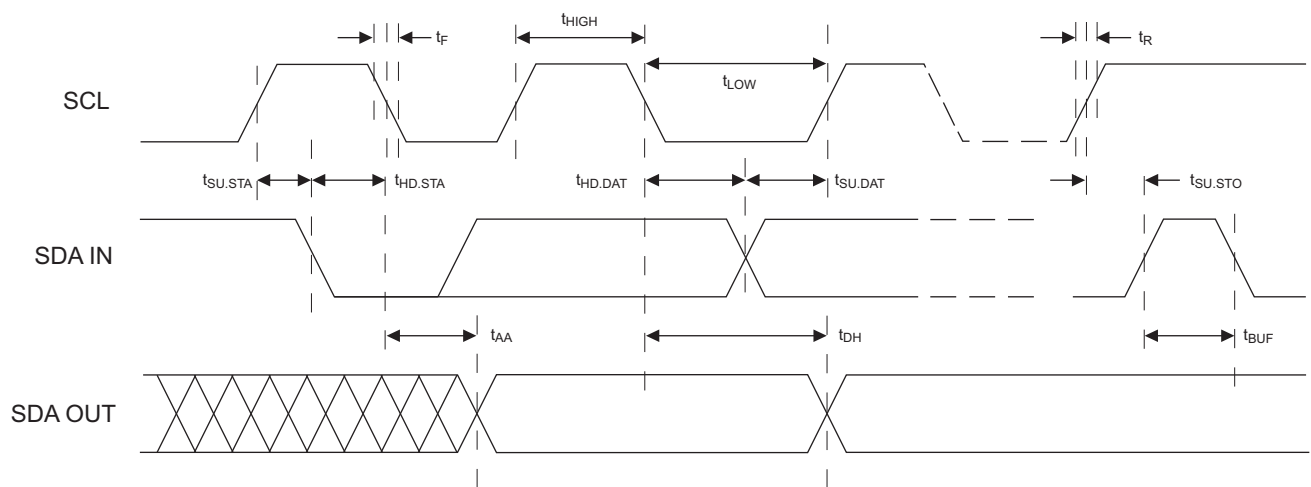 tHIGH
tF
tR
SCL
tLOW
tSU.STA
tHD.STA
tHD.DAT
tSU.DAT
tSU.STO
SDA IN
tAA
tDH
tBUF
SDA OUT